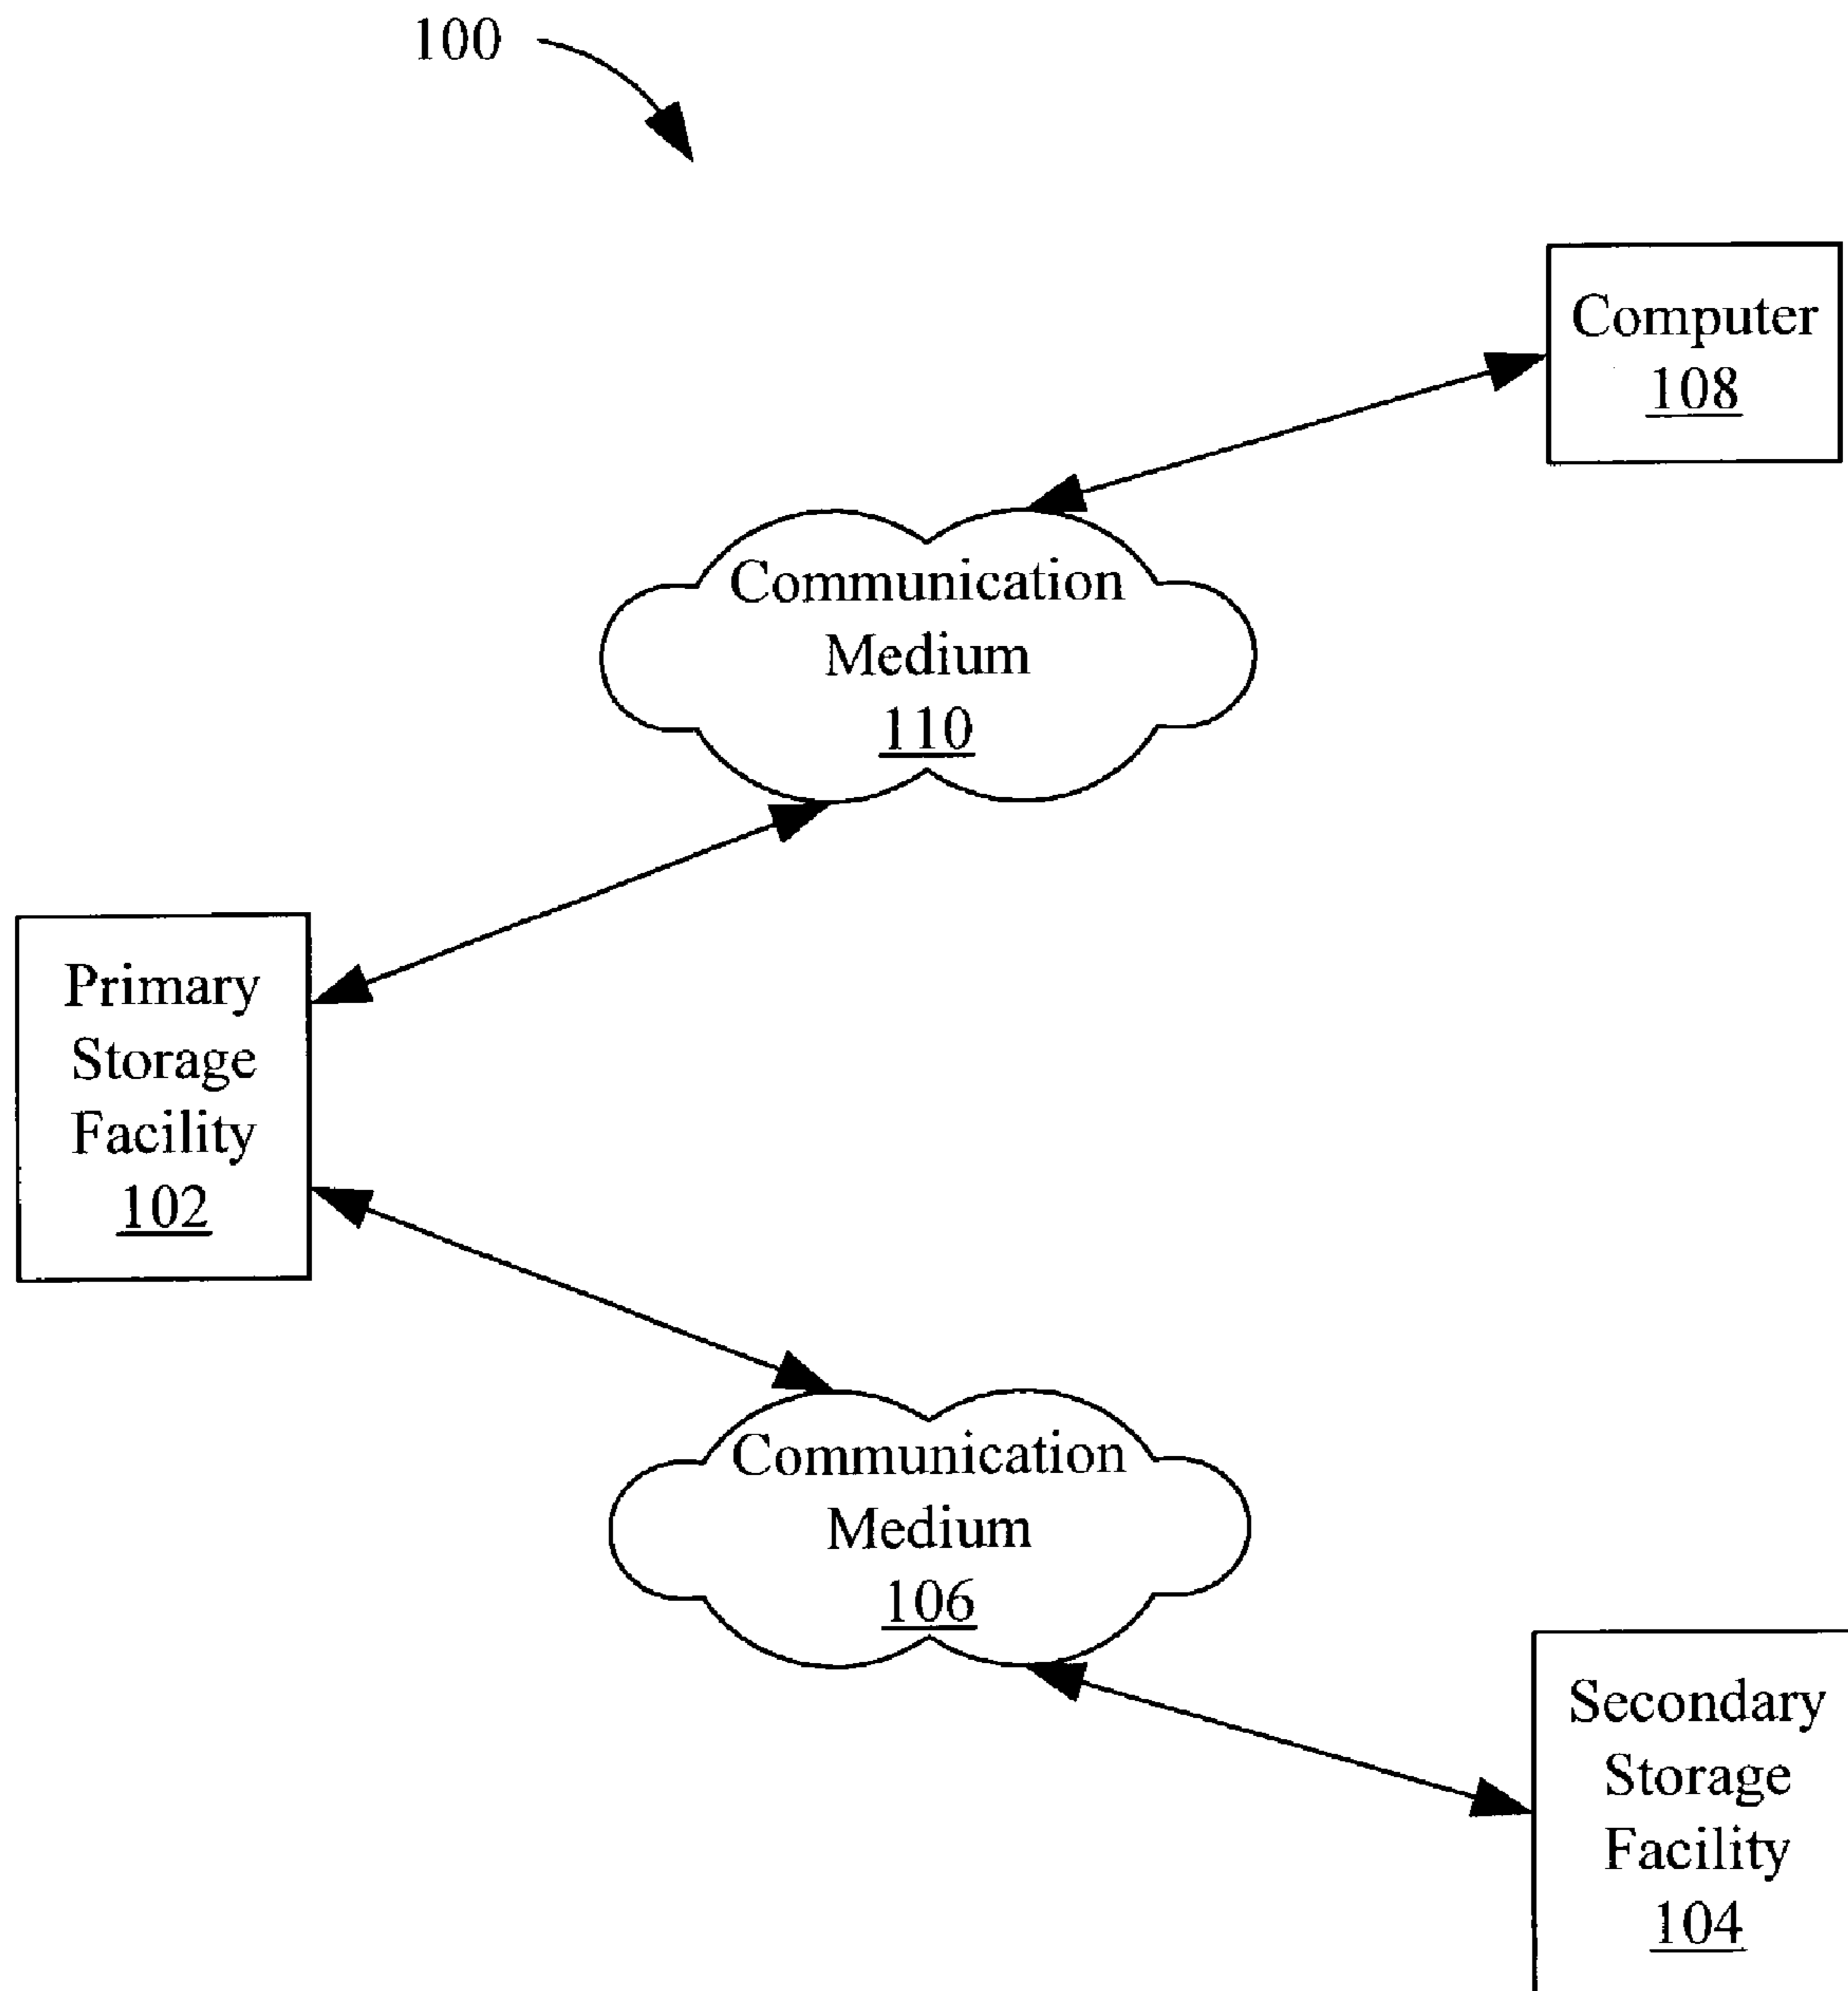 100
Computer
108
Communication
Medium
110
Primary
Storage
Facility
102
Communication
Medium
106
Secondary
Storage
Facility
104